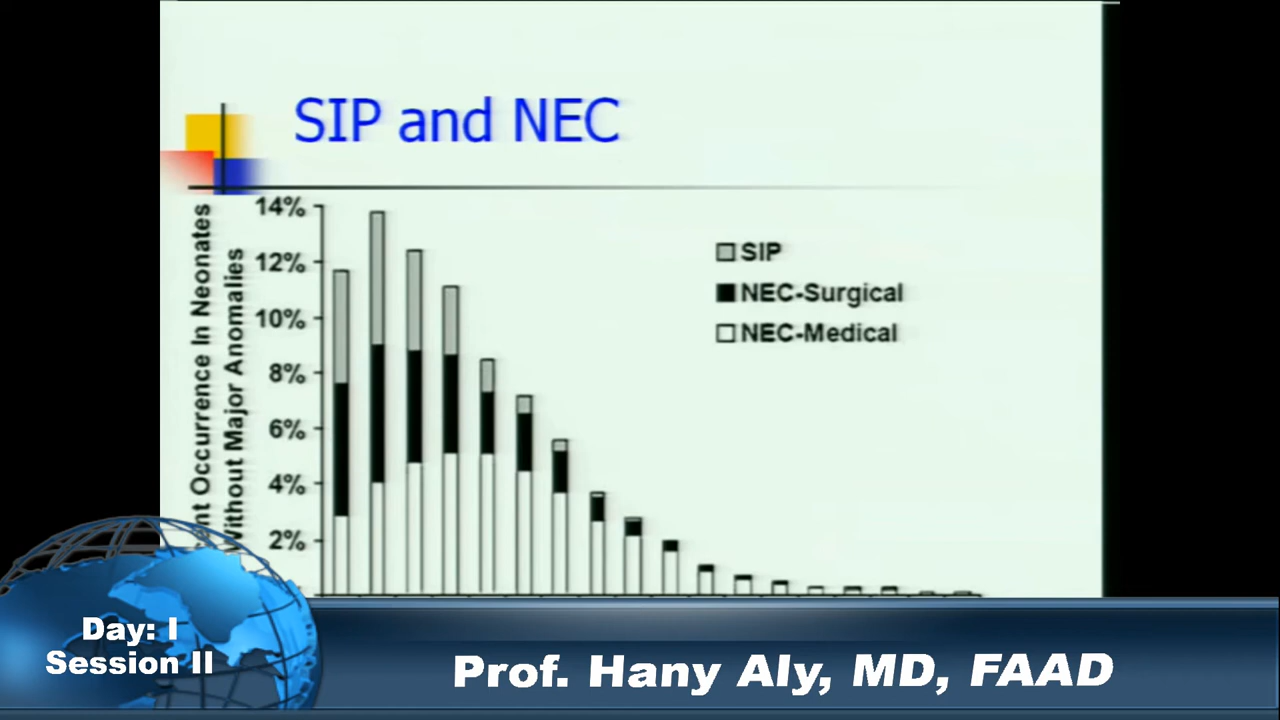 SIP and NEC
Occurrence In Neonates
Without Major Anomalies
14%
12%
10%
8%
6%
4%
2%
SIP
NEC-Surgical
NEC-Medical
Day: I
Session II
Prof. Hany Aly, MD, FAAD